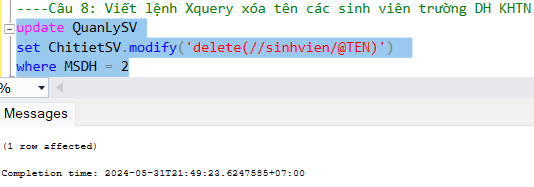 ----Câu 8: Viết lệnh Xquery xóa tên các sinh viên trường DH KHTN
update QuanLySV
set ChitietSV.modify('delete(//sinhvien/@TEN)')
where MSDH = 2
%
Messages
(1 row affected)
Completion time: 2024-05-31T21:49:23.6247585+07:00